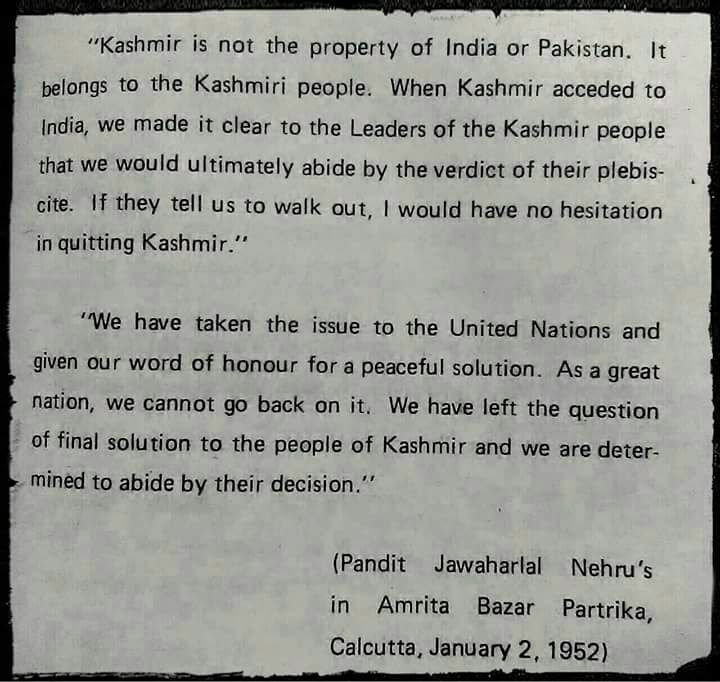 "Kashmir is not the property of India or Pakistan. It
belongs to the Kashmiri people. When Kashmir acceded to
India, we made it clear to the Leaders of the Kashmir people
that we would ultimately abide by the verdict of their plebis-
cite. If they tell us to walk out, I would have no hesitation
in quitting Kashmir."
"We have taken the issue to the United Nations and
given our word of honour for a peaceful solution. As a great
nation, we cannot go back on it. We have left the question
of final solution to the people of Kashmir and we are deter-
mined to abide by their decision."
(Pandit Jawaharlal Nehru's
in Amrita Bazar Partrika,
Calcutta, January 2, 1952)